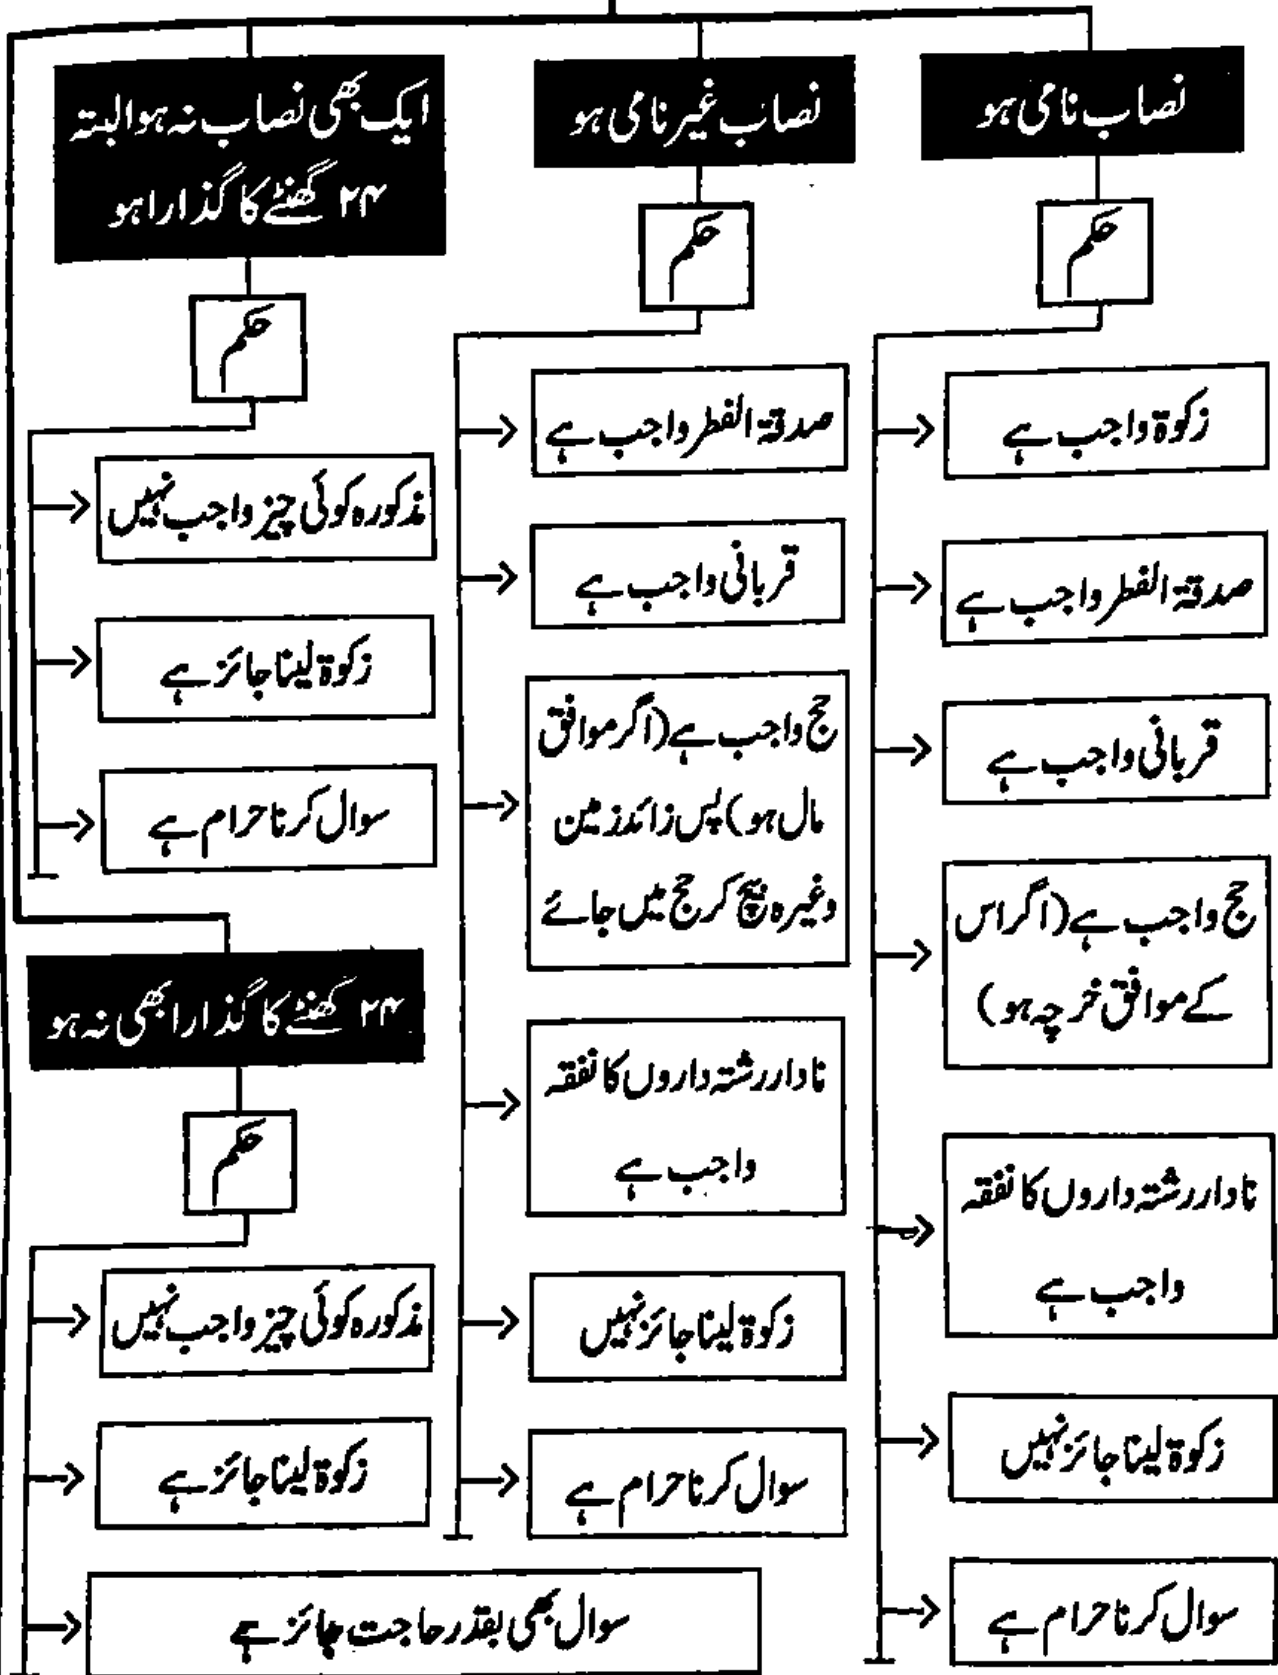 نصاب نامی ہو
حکم
زکوۃ واجب ہے
صدقۃ الفطر واجب ہے
قربانی واجب ہے
حج واجب ہے (اگر اس
کے موافق خرچہ ہو)
نادار رشتہ داروں کا نفقہ
واجب ہے
زکوۃ لینا جائز نہیں
سوال کرنا حرام ہے
نصاب غیر نامی ہو
حکم
صدقۃ الفطر واجب ہے
قربانی واجب ہے
حج واجب ہے (اگر موافق
مال ہو) پس زائد زمین
وغیرہ بیچ کر حج میں جائے
نادار رشتہ داروں کا نفقہ
واجب ہے
زکوۃ لینا جائز نہیں
سوال کرنا حرام ہے
ایک بھی نصاب نہ ہو البتہ
۲۴ گھنٹے کا گذارا ہو
حکم
مذکورہ کوئی چیز واجب نہیں
زکوۃ لینا جائز ہے
سوال کرنا حرام ہے
۲۴ گھنٹے کا گذارا بھی نہ ہو
حکم
مذکورہ کوئی چیز واجب نہیں
زکوۃ لینا جائز ہے
سوال بھی بقدر حاجت جائز ہے